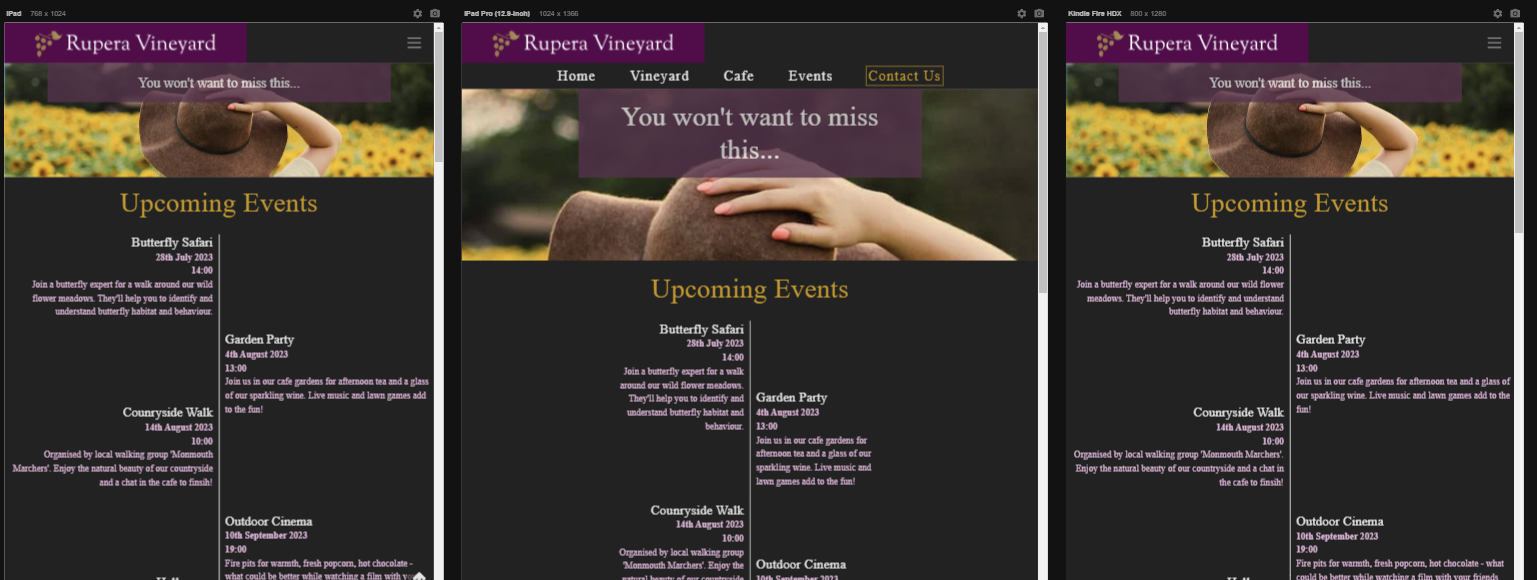 iPad 768 x 1024
Rupera Vineyard
You won't want to miss this...
Upcoming Events
Butterfly Safari
28th July 2023
14:00
Join a butterfly expert for a walk around our wild
flower meadows. They'll help you to identify and
understand butterfly habitat and behaviour.
Garden Party
4th August 2023
13:00
Join us in our cafe gardens for afternoon tea and a glass
of our sparkling wine. Live music and lawn games add
to the fun!
Counryside Walk
14th August 2023
10:00
Organised by local walking group 'Monmouth
Marchers'. Enjoy the natural beauty of our countryside
and a chat in the cafe to finsih!
Outdoor Cinema
10th September 2023
19:00
Fire pits for warmth, fresh popcorn, hot chocolate -
what could be better while watching a film with
iPad Pro (12.9-inch) 1024 x 1366
Rupera Vineyard
Home Vineyard Cafe Events Contact Us
You won't want to miss
this...
Upcoming Events
Butterfly Safari
28th July 2023
14:00
Join a butterfly expert for a walk
around our wild flower meadows.
They'll help you to identify and
understand butterfly habitat and
behaviour.
Garden Party
4th August 2023
13:00
Join us in our cafe gardens for
afternoon tea and a glass of our
sparkling wine. Live music and
lawn games add to the fun!
Counryside Walk
14th August 2023
10:00
Organised by local walking group
'Monmouth Marchers'. Enjoy the
natural beauty of our countryside
Outdoor Cinema
10th September 2023
Kindle Fire HDX 800 x 1280
Rupera Vineyard
You won't want to miss this...
Upcoming Events
Butterfly Safari
28th July 2023
14:00
Join a butterfly expert for a walk around our wild flower
meadows. They'll help you to identify and understand
butterfly habitat and behaviour.
Garden Party
4th August 2023
13:00
Join us in our cafe gardens for afternoon tea and a glass of
our sparkling wine. Live music and lawn games add to the
fun!
Counryside Walk
14th August 2023
10:00
Organised by local walking group 'Monmouth Marchers'.
Enjoy the natural beauty of our countryside and a chat in
the cafe to finsih!
Outdoor Cinema
10th September 2023
19:00
Fire pits for warmth, fresh popcorn, hot chocolate -
what could be better while watching a film with your friends